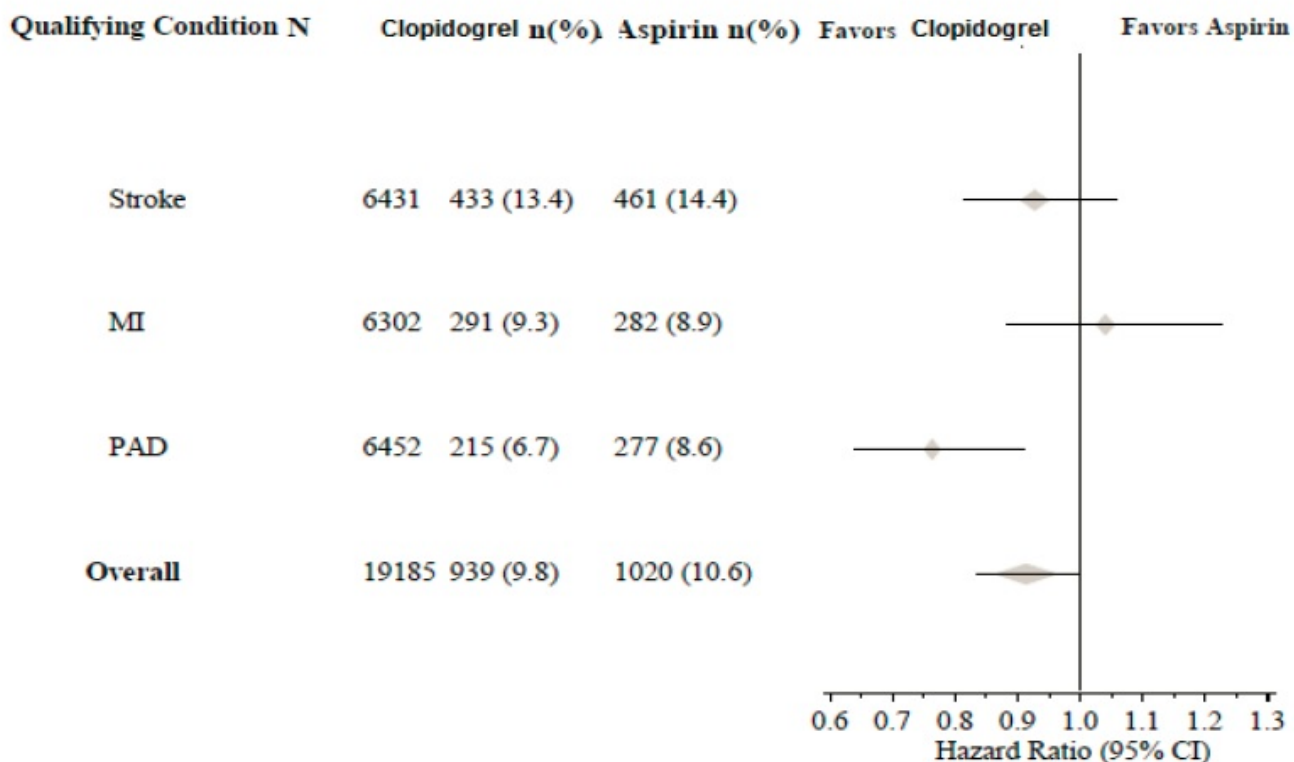 Qualifying Condition N Clopidogrel n(%) Aspirin n(%) Favors Clopidogrel Favors Aspirin
Stroke 6431 433 (13.4) 461 (14.4)
MI 6302 291 (9.3) 282 (8.9)
PAD 6452 215 (6.7) 277 (8.6)
Overall 19185 939 (9.8) 1020 (10.6)
0.6 0.7 0.8 0.9 1.0 1.1 1.2 1.3
Hazard Ratio (95% CI)